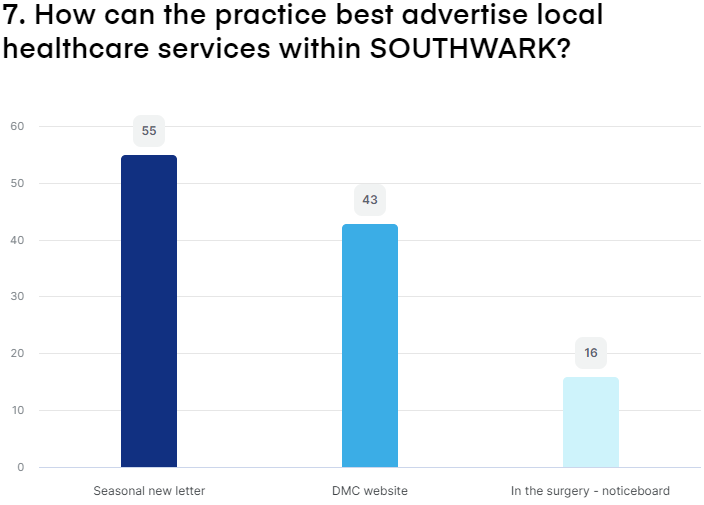 7. How can the practice best advertise local
healthcare services within SOUTHWARK?
60
55
50
43
40
30
20
16
10
0
Seasonal new letter
DMC website
In the surgery - noticeboard